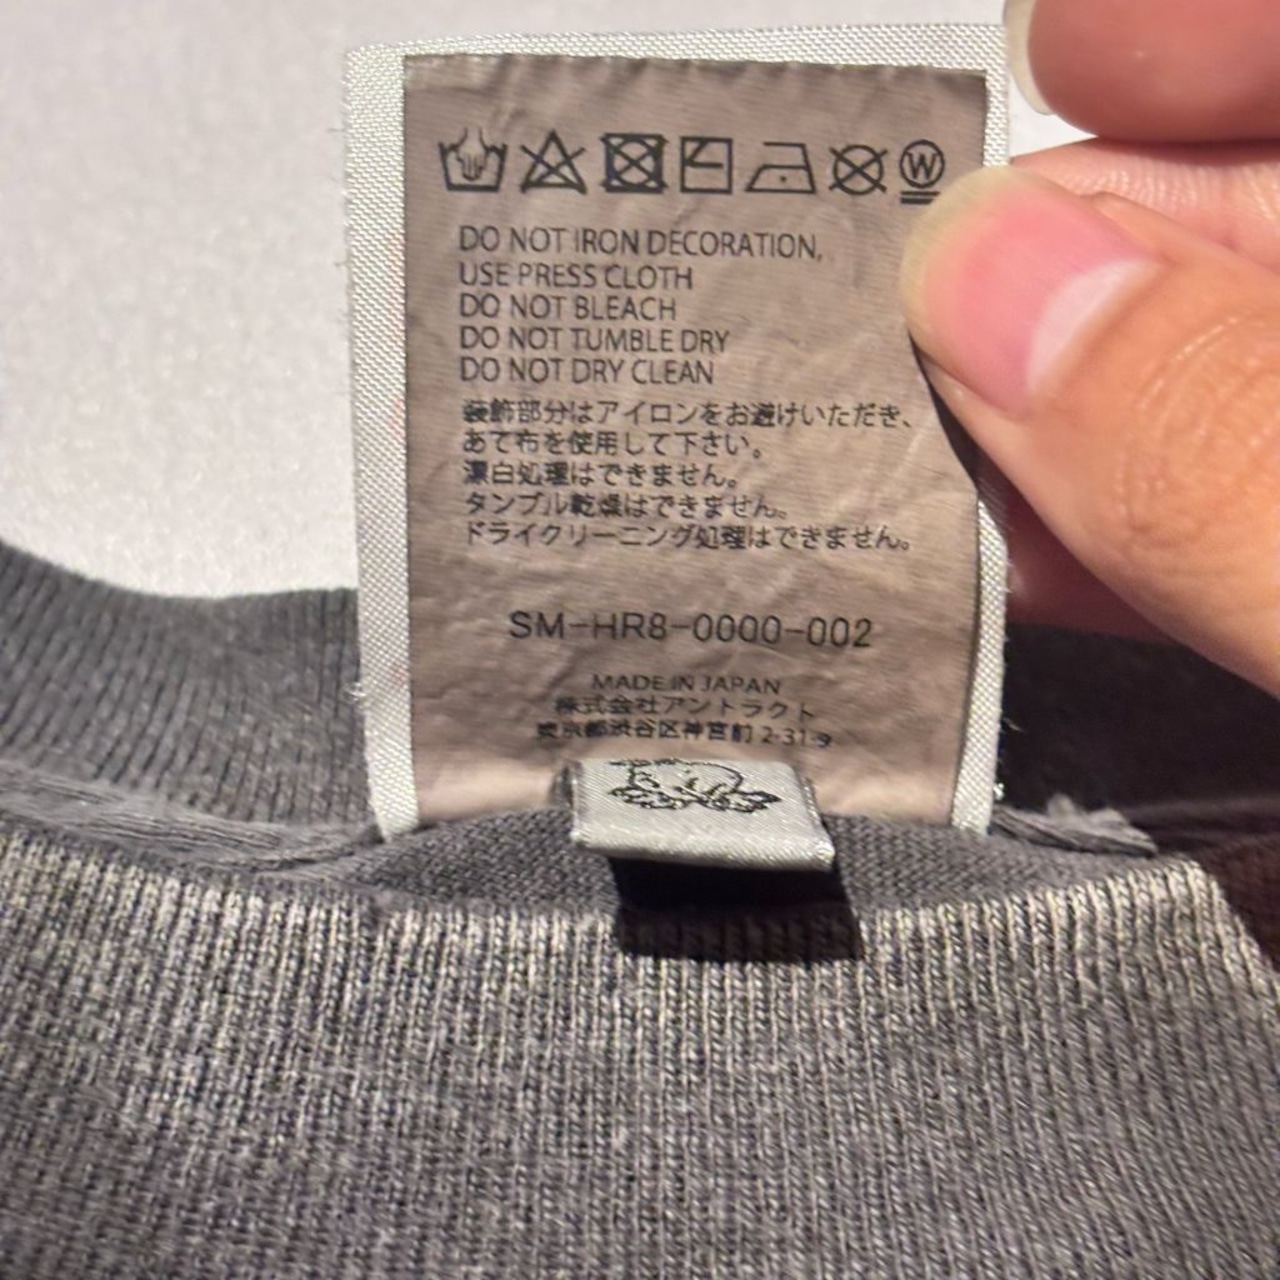 W
DO NOT IRON DECORATION,
USE PRESS CLOTH
DO NOT BLEACH
DO NOT TUMBLE DRY
DO NOT DRY CLEAN
装飾部分はアイロンをお避けいただき、
あて布を使用して下さい。
漂白処理はできません。
タンブル乾燥はできません。
ドライクリーニング処理はできません。
SM-HR8-0000-002
MADE IN JAPAN
株式会社アントラクト
東京都渋谷区神宮前 2-31-9